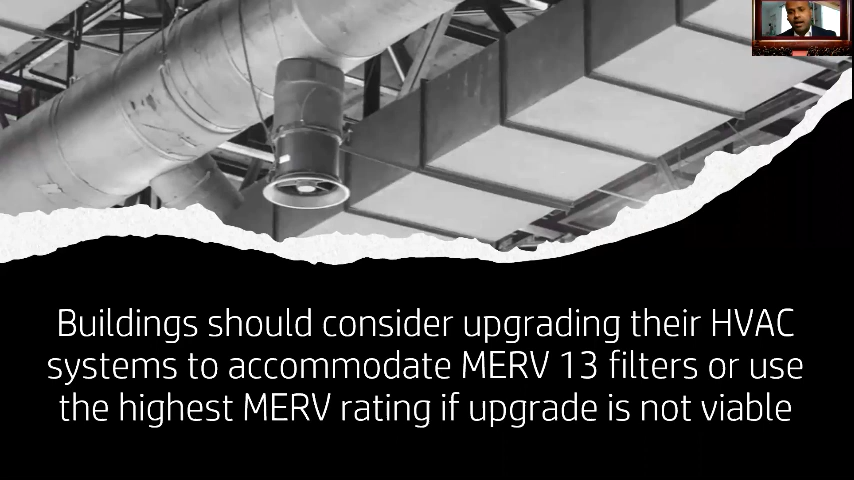 Buildings should consider upgrading their HVAC
systems to accommodate MERV 13 filters or use
the highest MERV rating if upgrade is not viable